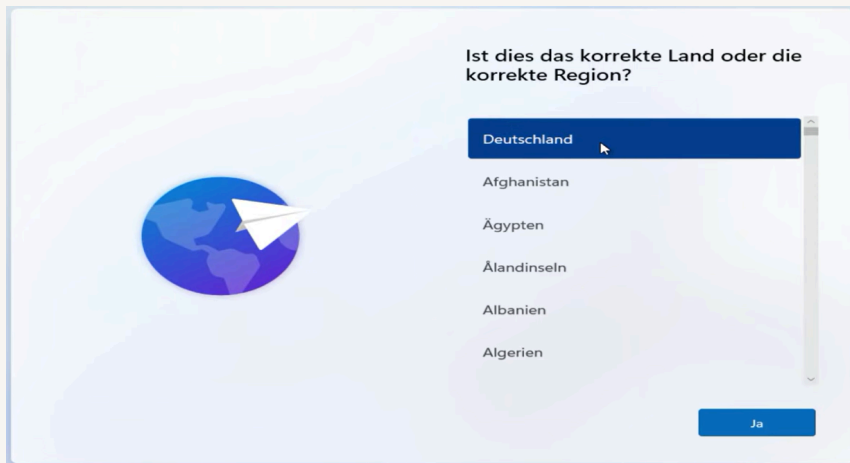 Ist dies das korrekte Land oder die
korrekte Region?
Deutschland
Afghanistan
Ägypten
Ålandinseln
Albanien
Algerien
Ja